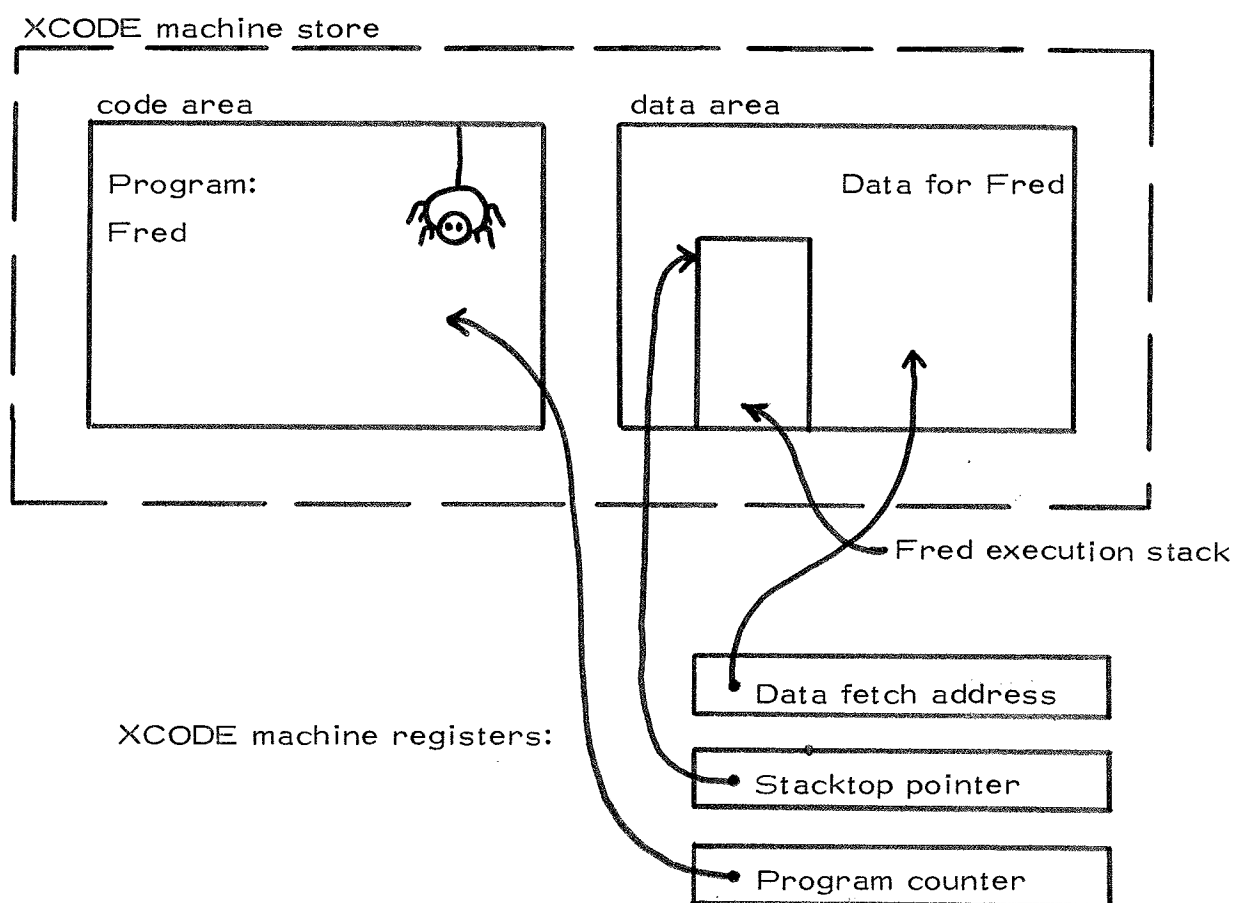 XCODE machine store
code area
data area
Program:
Fred
Data for Fred
Fred execution stack
Data fetch address
XCODE machine registers:
Stacktop pointer
Program counter